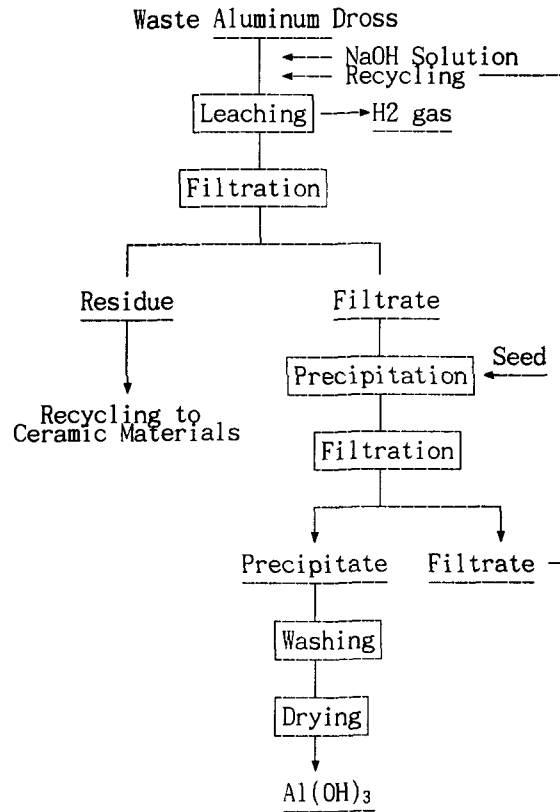 Waste Aluminum Dross
NaOH Solution
Recycling
Leaching
H2 gas
Filtration
Residue
Filtrate
Seed
Precipitation
Recycling to
Ceramic Materials
Filtration
Precipitate
Filtrate
Washing
Drying
Al(OH)₃